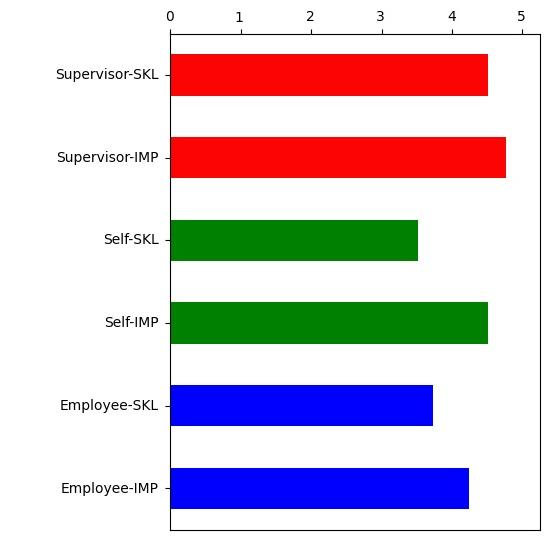 0 1 2 3 4 5
Supervisor-SKL
Supervisor-IMP
Self-SKL
Self-IMP
Employee-SKL
Employee-IMP